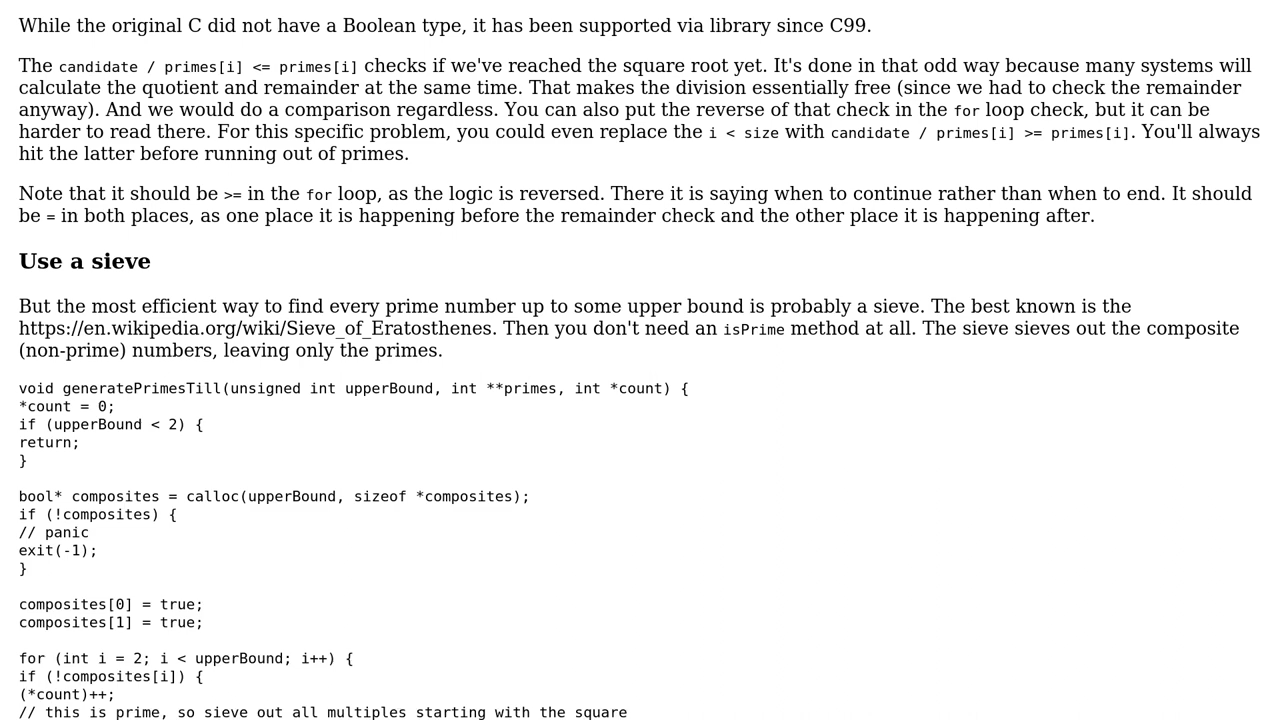 While the original C did not have a Boolean type, it has been supported via library since C99.
The candidate / primes[i] <= primes[i] checks if we've reached the square root yet. It's done in that odd way because many systems will
calculate the quotient and remainder at the same time. That makes the division essentially free (since we had to check the remainder
anyway). And we would do a comparison regardless. You can also put the reverse of that check in the for loop check, but it can be
harder to read there. For this specific problem, you could even replace the i < size with candidate / primes[i] >= primes[i]. You'll always
hit the latter before running out of primes.
Note that it should be >= in the for loop, as the logic is reversed. There it is saying when to continue rather than when to end. It should
be = in both places, as one place it is happening before the remainder check and the other place it is happening after.
Use a sieve
But the most efficient way to find every prime number up to some upper bound is probably a sieve. The best known is the
https://en.wikipedia.org/wiki/Sieve_of_Eratosthenes. Then you don't need an isPrime method at all. The sieve sieves out the composite
(non-prime) numbers, leaving only the primes.
void generatePrimesTill(unsigned int upperBound, int **primes, int *count) {
*count = 0;
if (upperBound < 2) {
return;
}
bool* composites = calloc(upperBound, sizeof *composites);
if (!composites) {
// panic
exit(-1);
}
composites[0] = true;
composites[1] = true;
for (int i = 2; i < upperBound; i++) {
if (!composites[i]) {
(*count)++;
// this is prime, so sieve out all multiples starting with the square